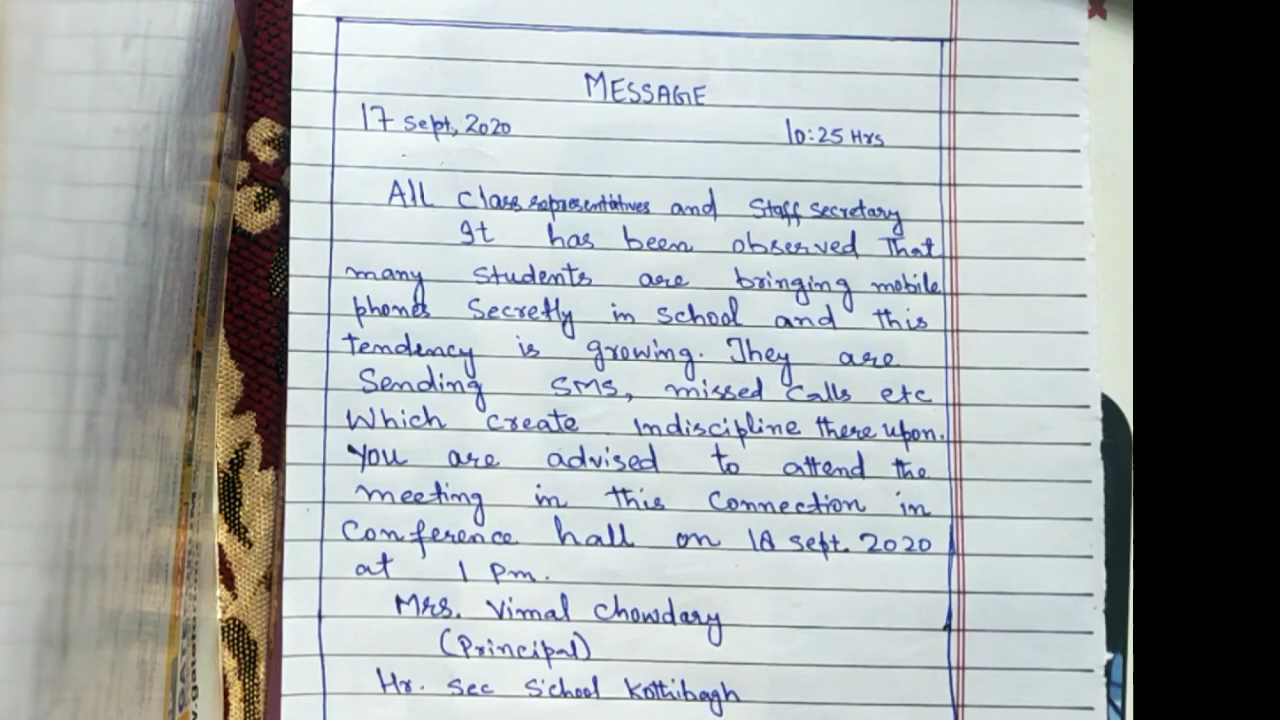 MESSAGE
17 Sept, 2020 10:25 Hrs
All class representatives and Staff Secretary
It has been observed that
many students are bringing mobile
phones Secretly in school and this
tendency is growing. They are
Sending SMS, missed calls etc
Which create indiscipline there upon.
You are advised to attend the
meeting in this connection in
Conference hall on 18 sept. 2020
at 1 Pm.
Mrs. Vimal Chowdary
(Principal)
Hr. Sec School Kothibagh